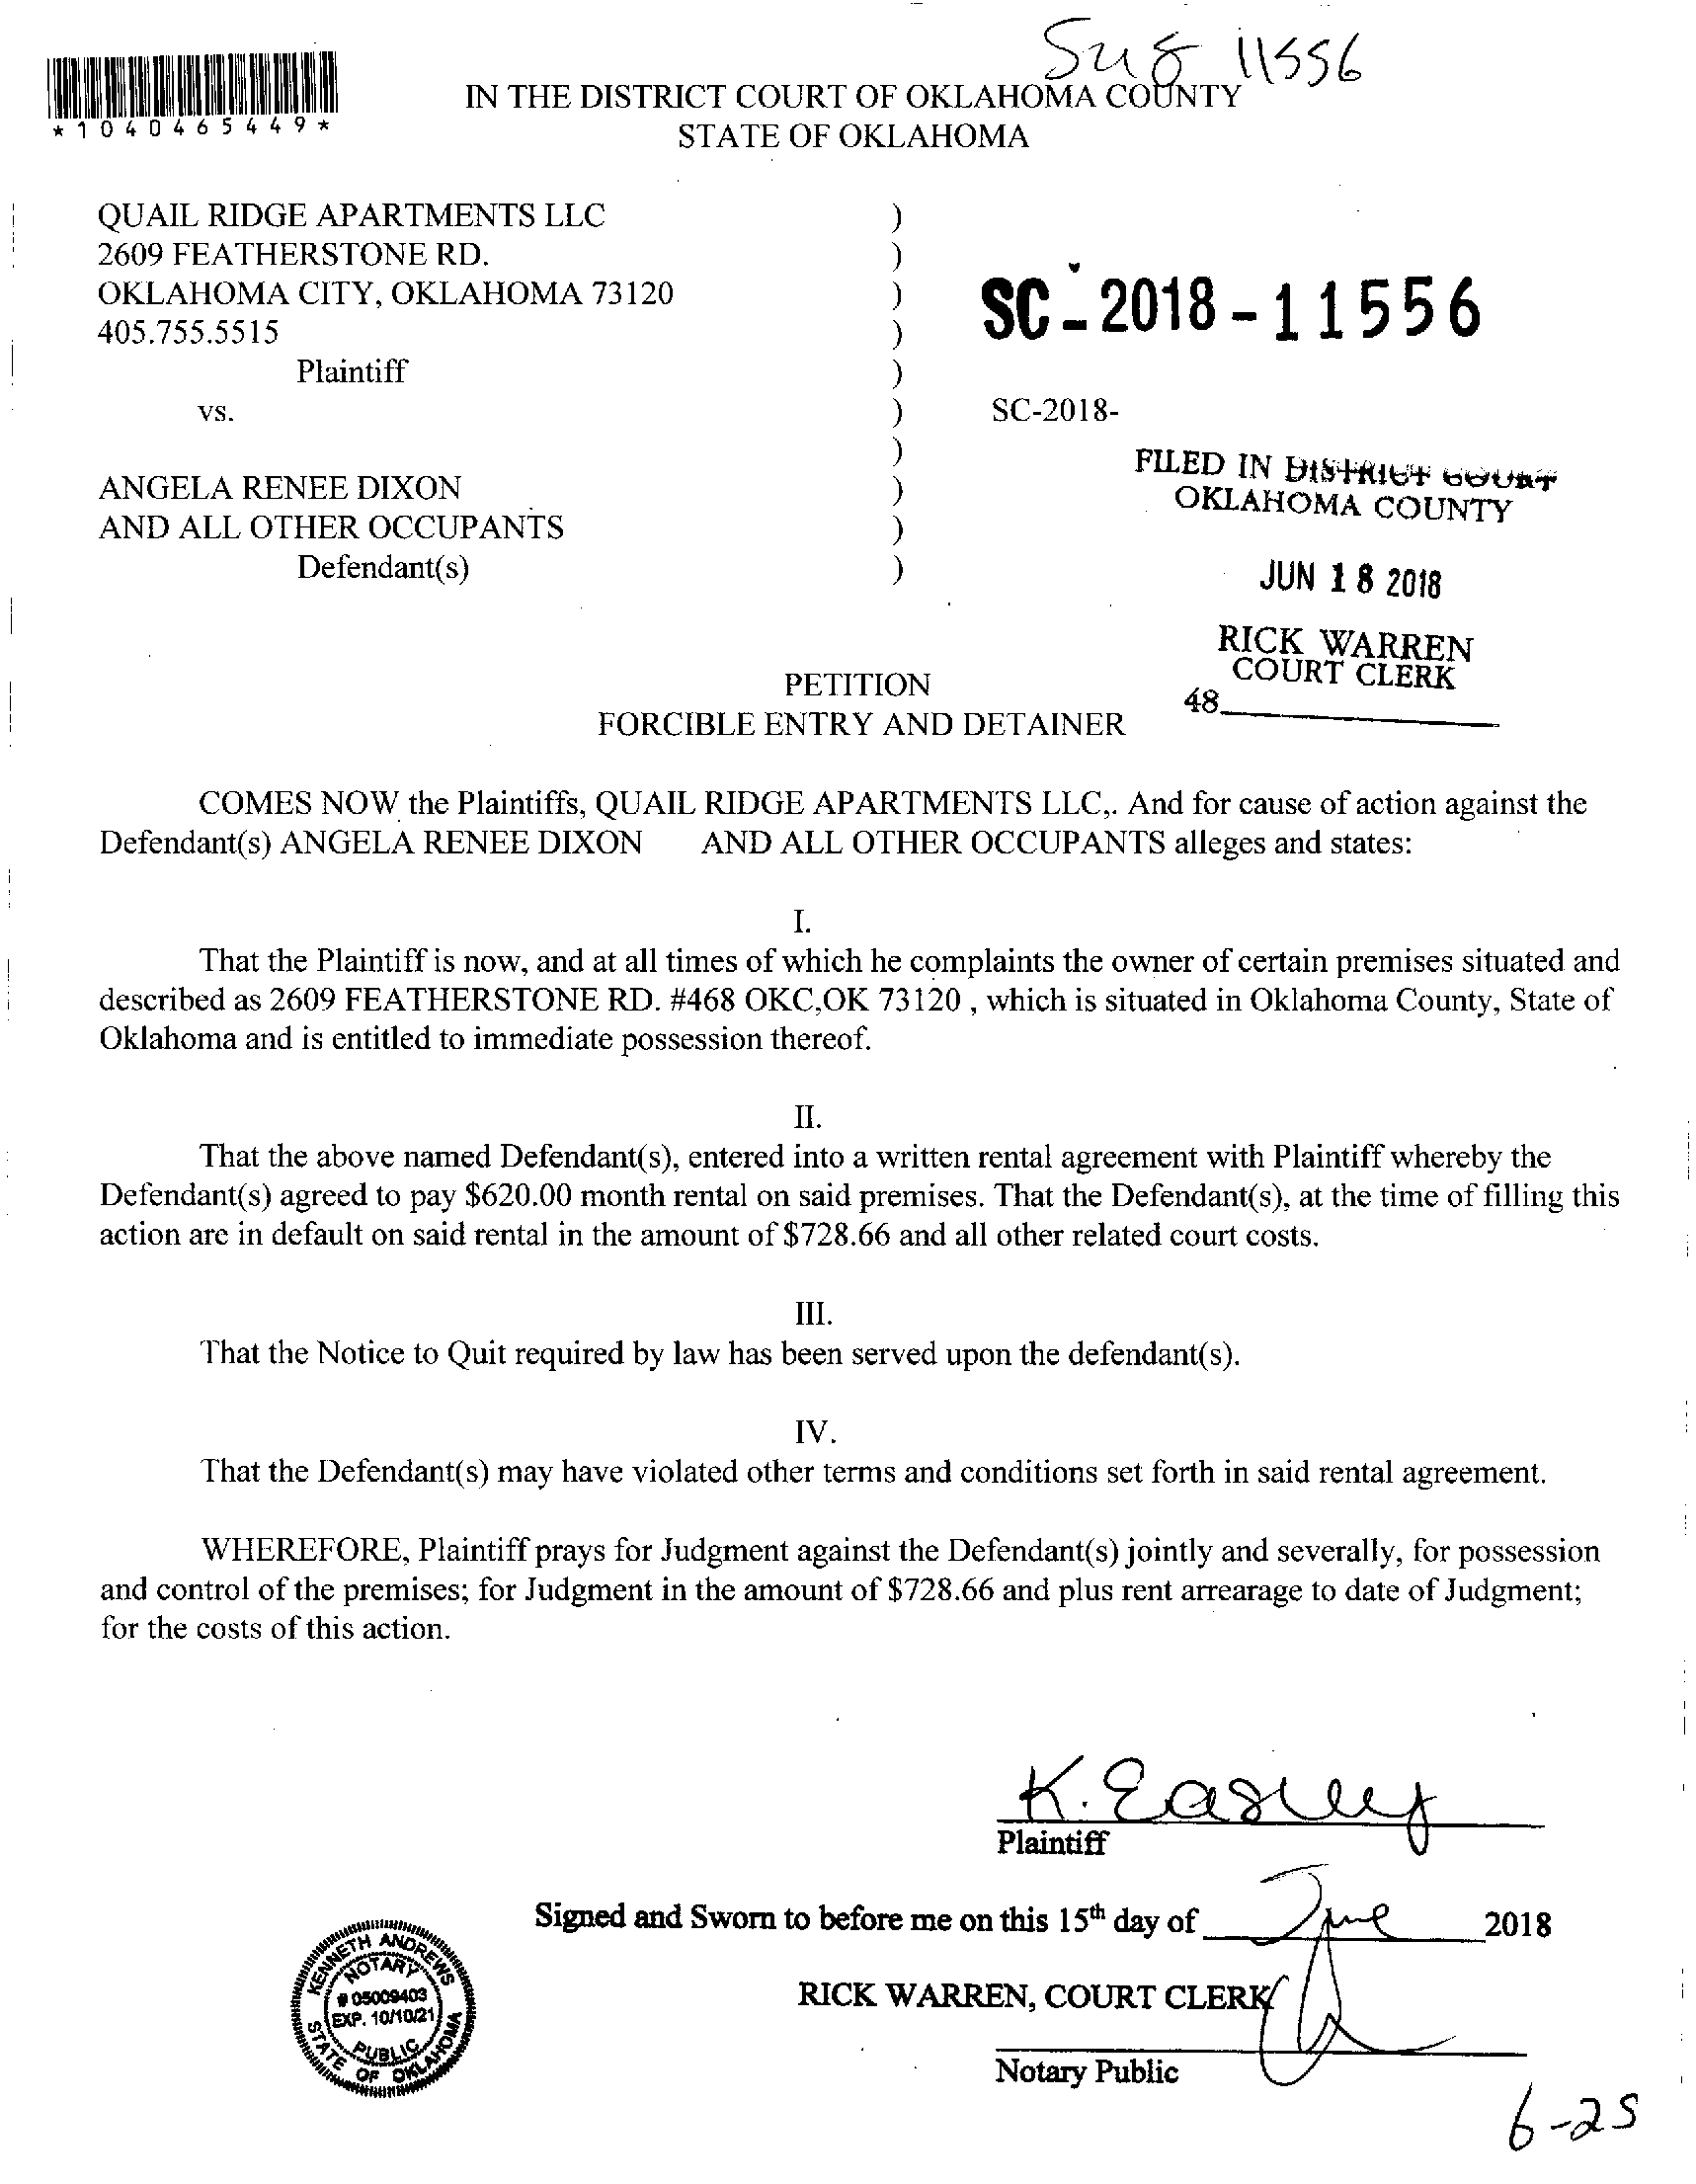 Sug 11556
*1040465449*
IN THE DISTRICT COURT OF OKLAHOMA COUNTY
STATE OF OKLAHOMA
QUAIL RIDGE APARTMENTS LLC )
2609 FEATHERSTONE RD. )
OKLAHOMA CITY, OKLAHOMA 73120 )
405.755.5515 )
Plaintiff )
vs. )
)
ANGELA RENEE DIXON )
AND ALL OTHER OCCUPANTS )
Defendant(s) )
SC-2018-11556
SC-2018-
FILED IN DISTRICT COURT
OKLAHOMA COUNTY
JUN 18 2018
RICK WARREN
COURT CLERK
48
PETITION
FORCIBLE ENTRY AND DETAINER
COMES NOW the Plaintiffs, QUAIL RIDGE APARTMENTS LLC,. And for cause of action against the
Defendant(s) ANGELA RENEE DIXON AND ALL OTHER OCCUPANTS alleges and states:
I.
That the Plaintiff is now, and at all times of which he complaints the owner of certain premises situated and
described as 2609 FEATHERSTONE RD. #468 OKC,OK 73120 , which is situated in Oklahoma County, State of
Oklahoma and is entitled to immediate possession thereof.
II.
That the above named Defendant(s), entered into a written rental agreement with Plaintiff whereby the
Defendant(s) agreed to pay $620.00 month rental on said premises. That the Defendant(s), at the time of filling this
action are in default on said rental in the amount of $728.66 and all other related court costs.
III.
That the Notice to Quit required by law has been served upon the defendant(s).
IV.
That the Defendant(s) may have violated other terms and conditions set forth in said rental agreement.
WHEREFORE, Plaintiff prays for Judgment against the Defendant(s) jointly and severally, for possession
and control of the premises; for Judgment in the amount of $728.66 and plus rent arrearage to date of Judgment;
for the costs of this action.
K. Easley
Plaintiff
Signed and Sworn to before me on this 15th day of June 2018
RICK WARREN, COURT CLERK
Notary Public
KENNETH ANDREWS
NOTARY
# 05009403
EXP. 10/10/21
PUBLIC
STATE OF OKLAHOMA
6-25